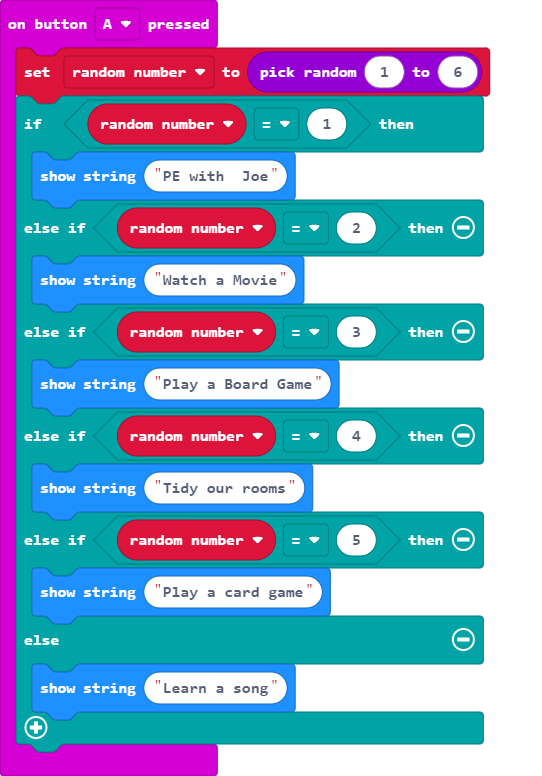 on button A pressed
set random number to pick random 1 to 6
if random number = 1 then
show string "PE with  Joe"
else if random number = 2 then
show string "Watch a Movie"
else if random number = 3 then
show string "Play a Board Game"
else if random number = 4 then
show string "Tidy our rooms"
else if random number = 5 then
show string "Play a card game"
else
show string "Learn a song"